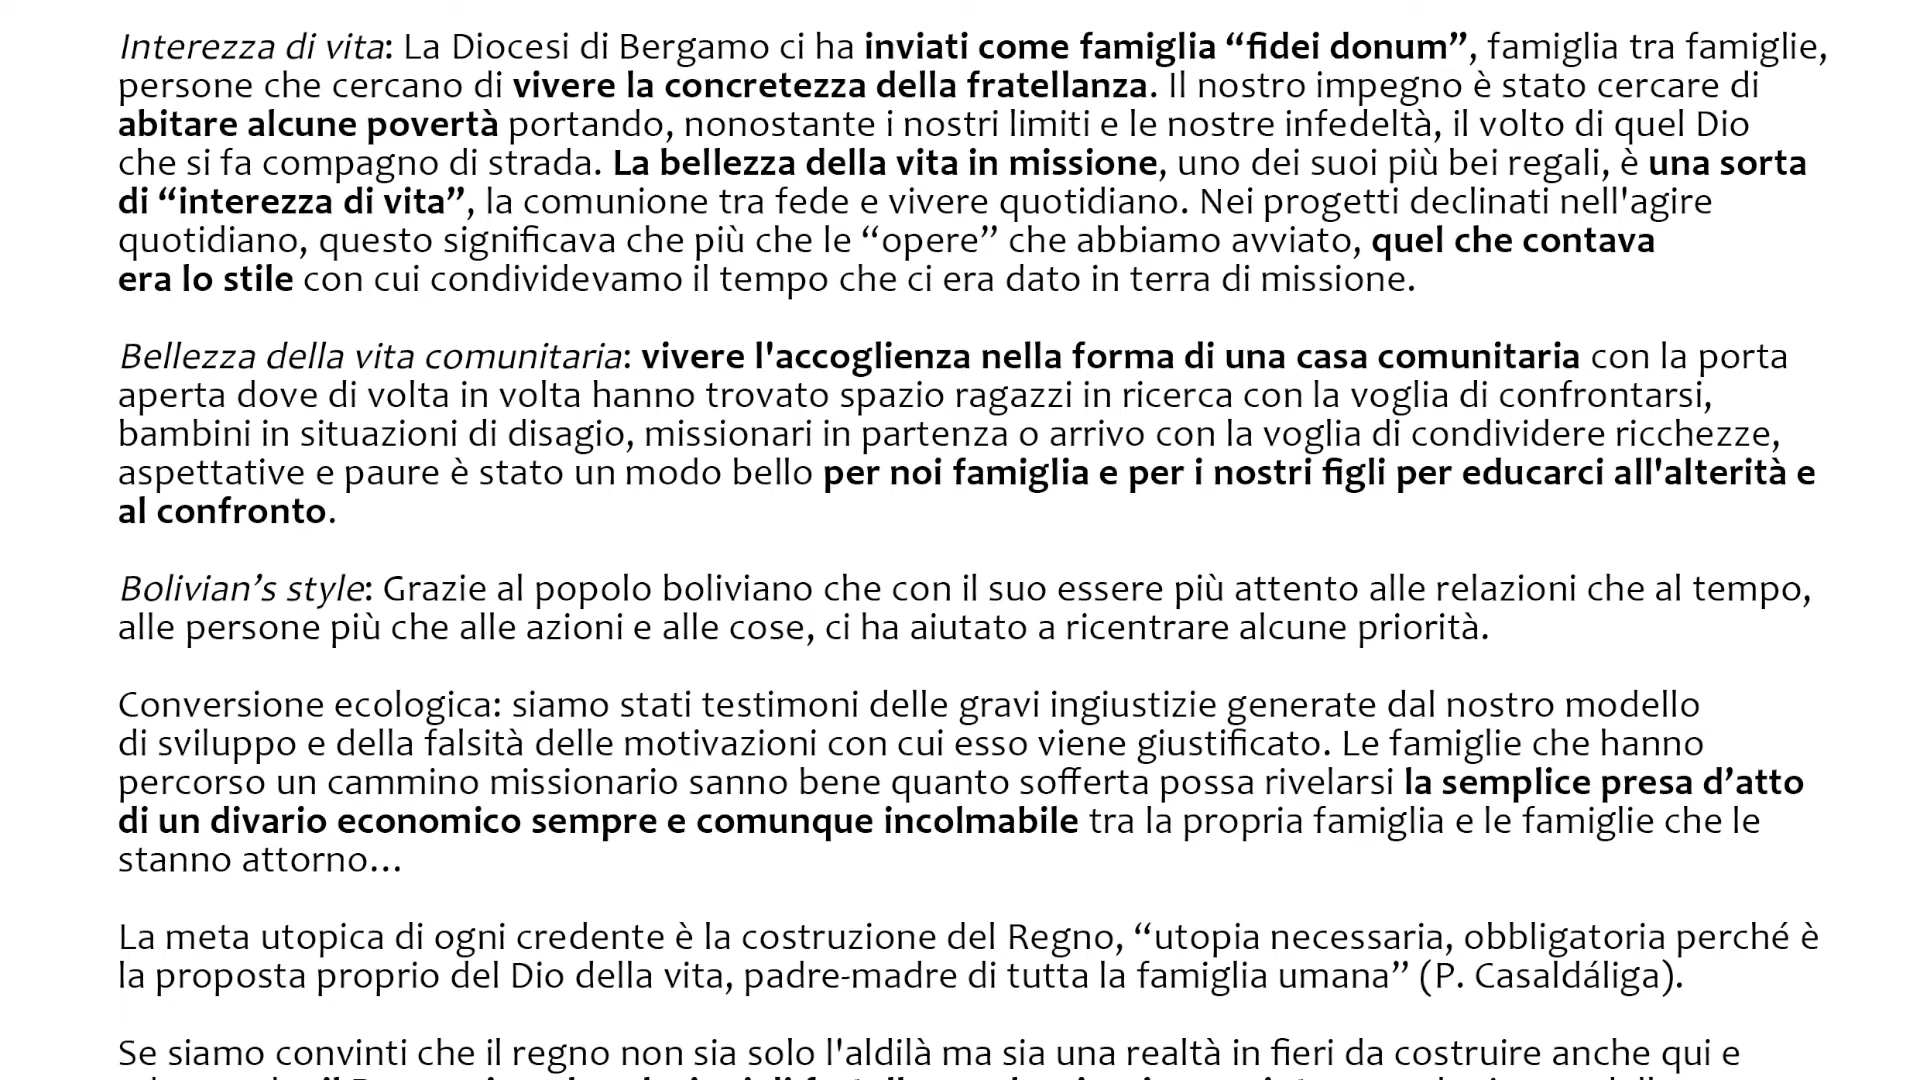 Interezza di vita: La Diocesi di Bergamo ci ha inviati come famiglia “fidei donum”, famiglia tra famiglie,
persone che cercano di vivere la concretezza della fratellanza. Il nostro impegno è stato cercare di
abitare alcune povertà portando, nonostante i nostri limiti e le nostre infedeltà, il volto di quel Dio
che si fa compagno di strada. La bellezza della vita in missione, uno dei suoi più bei regali, è una sorta
di “interezza di vita”, la comunione tra fede e vivere quotidiano. Nei progetti declinati nell'agire
quotidiano, questo significava che più che le “opere” che abbiamo avviato, quel che contava
era lo stile con cui condividevamo il tempo che ci era dato in terra di missione.
Bellezza della vita comunitaria: vivere l'accoglienza nella forma di una casa comunitaria con la porta
aperta dove di volta in volta hanno trovato spazio ragazzi in ricerca con la voglia di confrontarsi,
bambini in situazioni di disagio, missionari in partenza o arrivo con la voglia di condividere ricchezze,
aspettative e paure è stato un modo bello per noi famiglia e per i nostri figli per educarci all'alterità e
al confronto.
Bolivian’s style: Grazie al popolo boliviano che con il suo essere più attento alle relazioni che al tempo,
alle persone più che alle azioni e alle cose, ci ha aiutato a ricentrare alcune priorità.
Conversione ecologica: siamo stati testimoni delle gravi ingiustizie generate dal nostro modello
di sviluppo e della falsità delle motivazioni con cui esso viene giustificato. Le famiglie che hanno
percorso un cammino missionario sanno bene quanto sofferta possa rivelarsi la semplice presa d’atto
di un divario economico sempre e comunque incolmabile tra la propria famiglia e le famiglie che le
stanno attorno…
La meta utopica di ogni credente è la costruzione del Regno, “utopia necessaria, obbligatoria perché è
la proposta proprio del Dio della vita, padre-madre di tutta la famiglia umana” (P. Casaldáliga).
Se siamo convinti che il regno non sia solo l'aldilà ma sia una realtà in fieri da costruire anche qui e